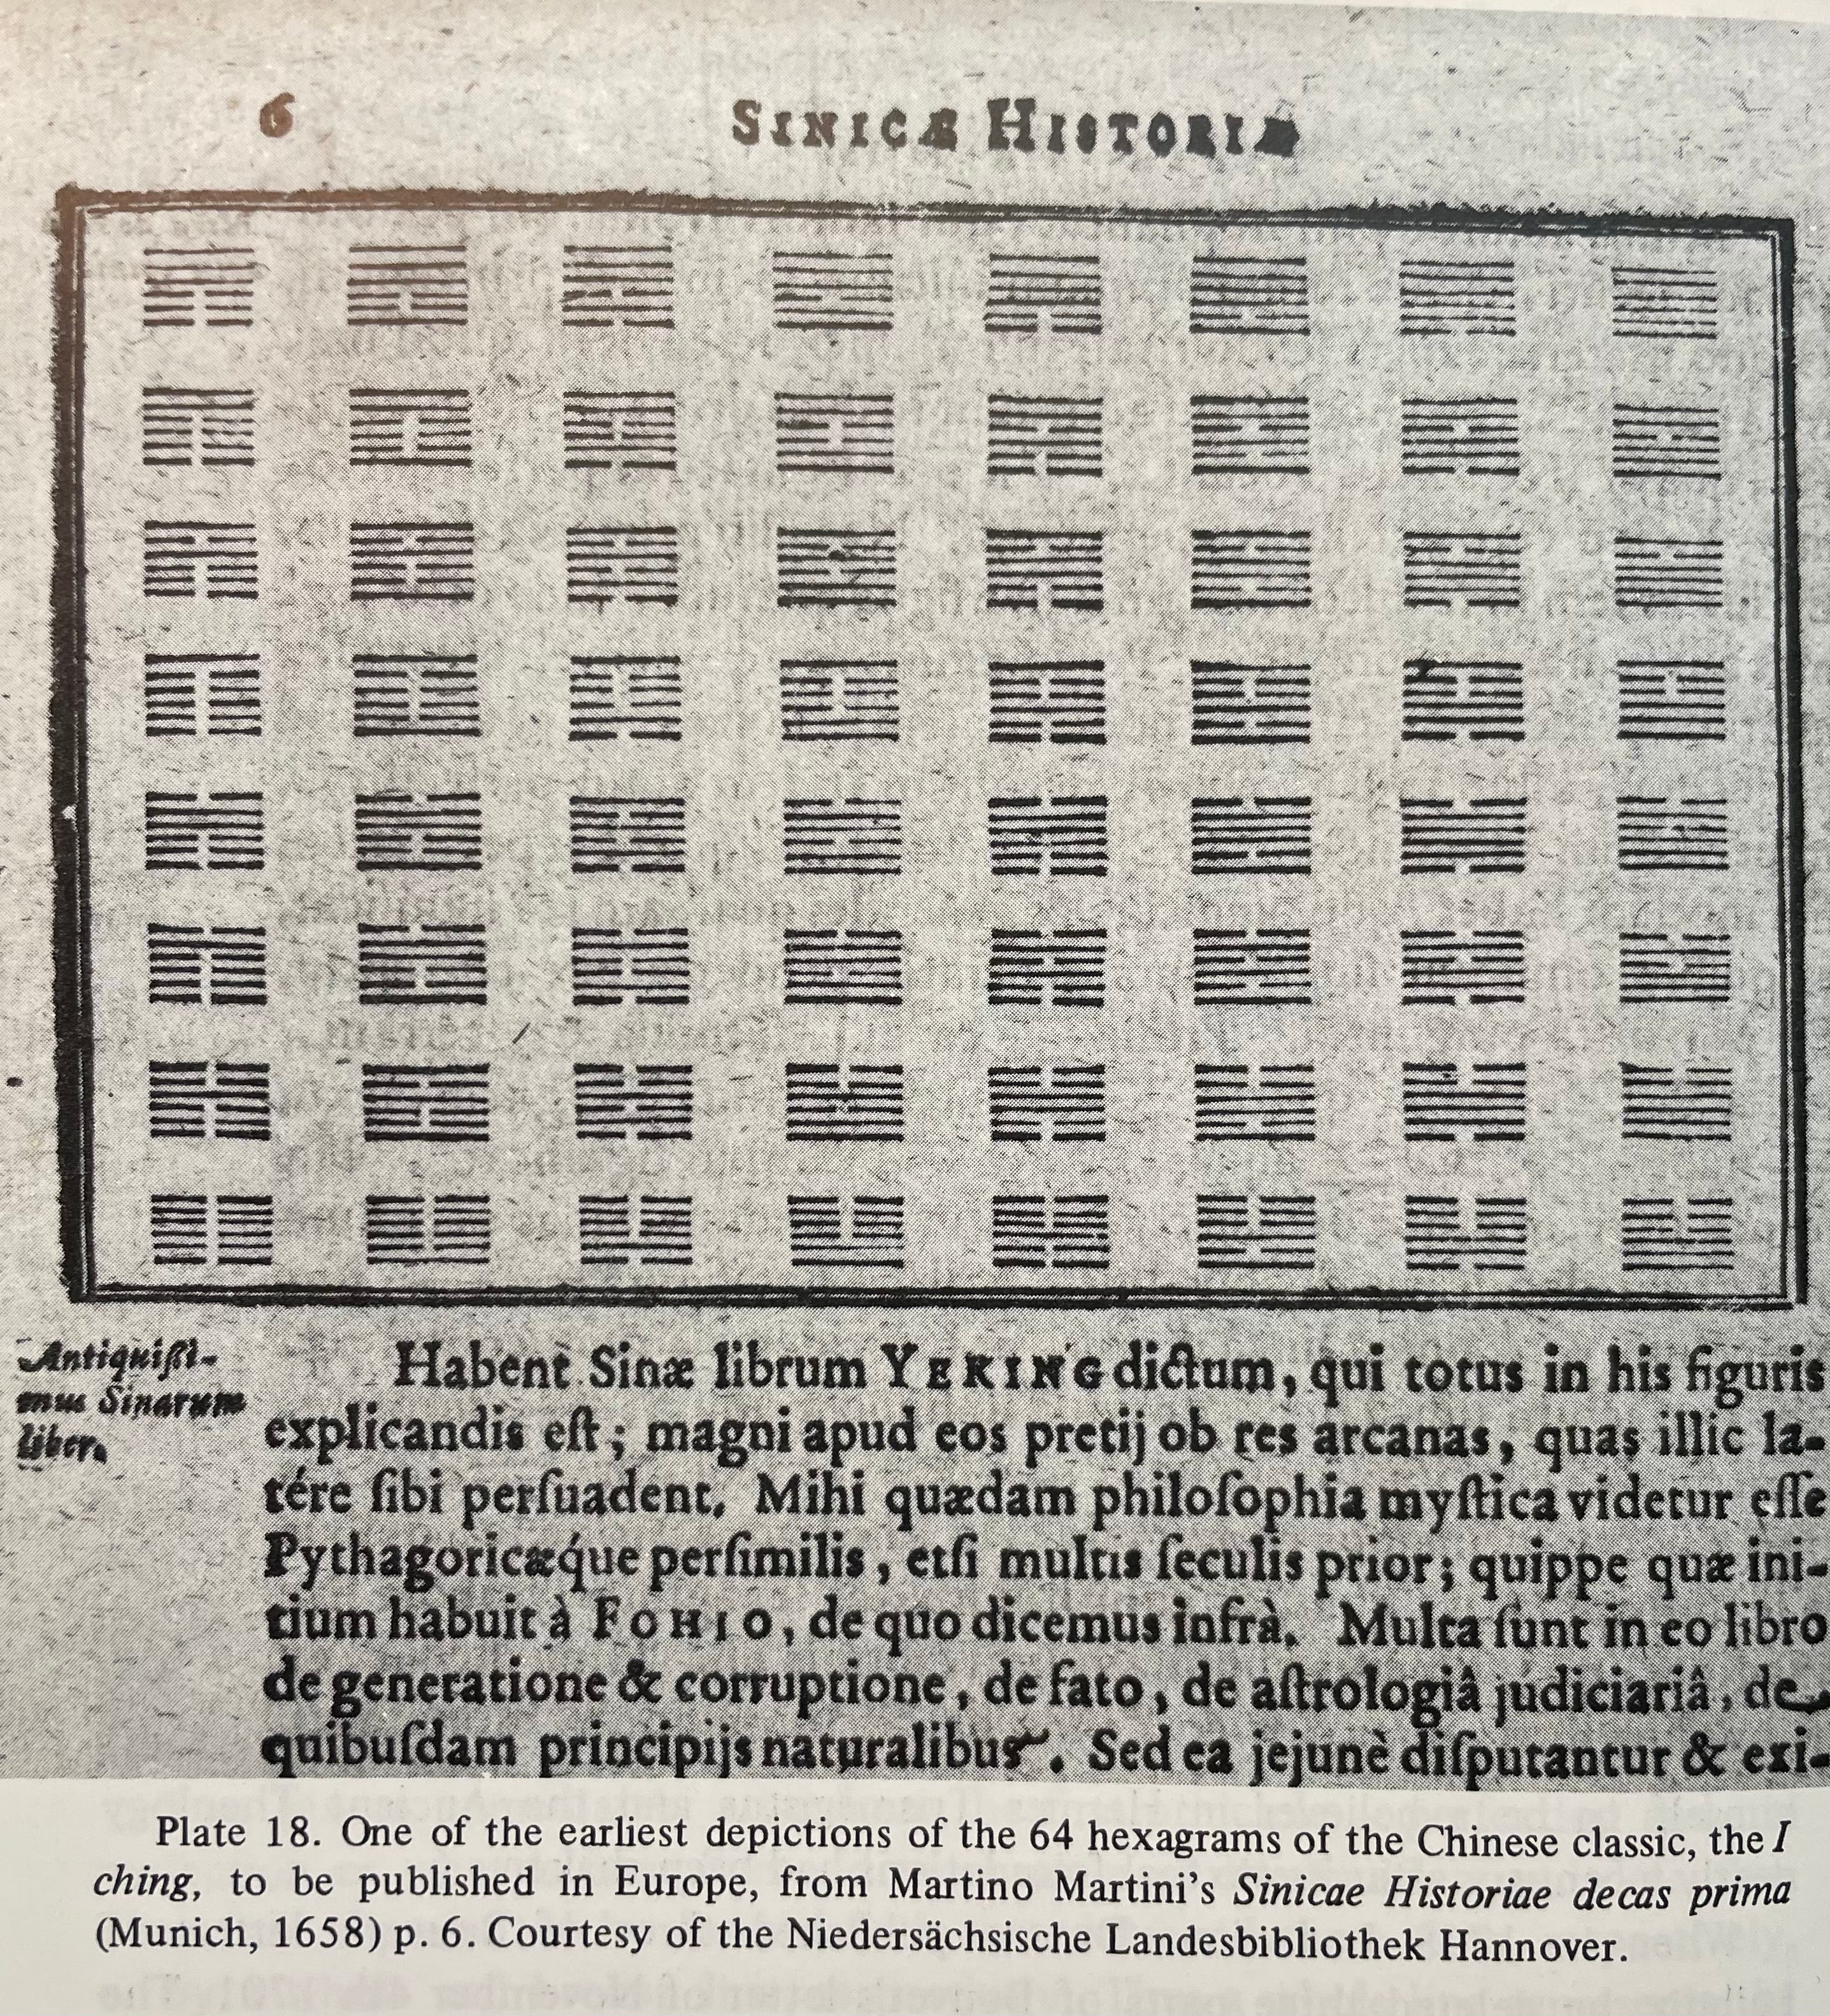 6
SINICÆ HISTORIÆ
Antiquißi-
mus Sinarum
liber.
Habent Sinæ librum YEKING dictum, qui totus in his figuris
explicandis eſt; magni apud eos pretij ob res arcanas, quas illic la-
tére ſibi perſuadent. Mihi quædam philoſophia myſtica videtur eſſe
Pythagoricæque perſimilis, etſi multis ſeculis prior; quippe quæ ini-
tium habuit à FOHIO, de quo dicemus infrà. Multa ſunt in eo libro
de generatione & corruptione, de fato, de aſtrologiâ judiciariâ, de
quibuſdam principijs naturalibus. Sed ea jejunè diſputantur & exi-
Plate 18. One of the earliest depictions of the 64 hexagrams of the Chinese classic, the I
ching, to be published in Europe, from Martino Martini's Sinicae Historiae decas prima
(Munich, 1658) p. 6. Courtesy of the Niedersächsische Landesbibliothek Hannover.